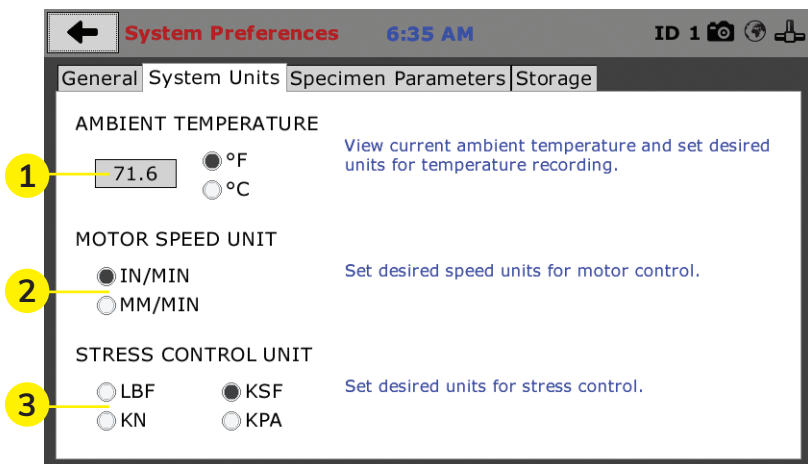 System Preferences 6:35 AM ID 1
General System Units Specimen Parameters Storage
AMBIENT TEMPERATURE
1
71.6
°F
°C
View current ambient temperature and set desired
units for temperature recording.
MOTOR SPEED UNIT
2
IN/MIN
MM/MIN
Set desired speed units for motor control.
STRESS CONTROL UNIT
3
LBF KSF
KN KPA
Set desired units for stress control.